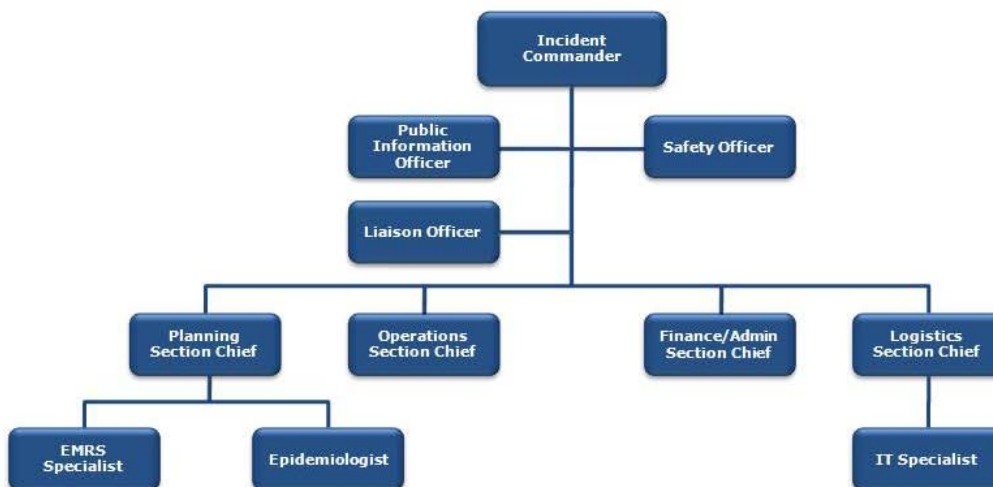 Incident
Commander
Public
Information
Officer
Safety Officer
Liaison Officer
Planning
Section Chief
Operations
Section Chief
Finance/Admin
Section Chief
Logistics
Section Chief
EMRS
Specialist
Epidemiologist
IT Specialist